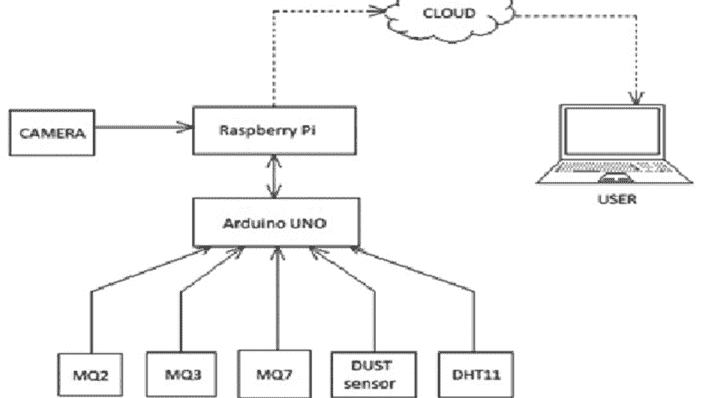 CLOUD
CAMERA
Raspberry Pi
USER
Arduino UNO
MQ2
MQ3
MQ7
DUST
sensor
DHT11